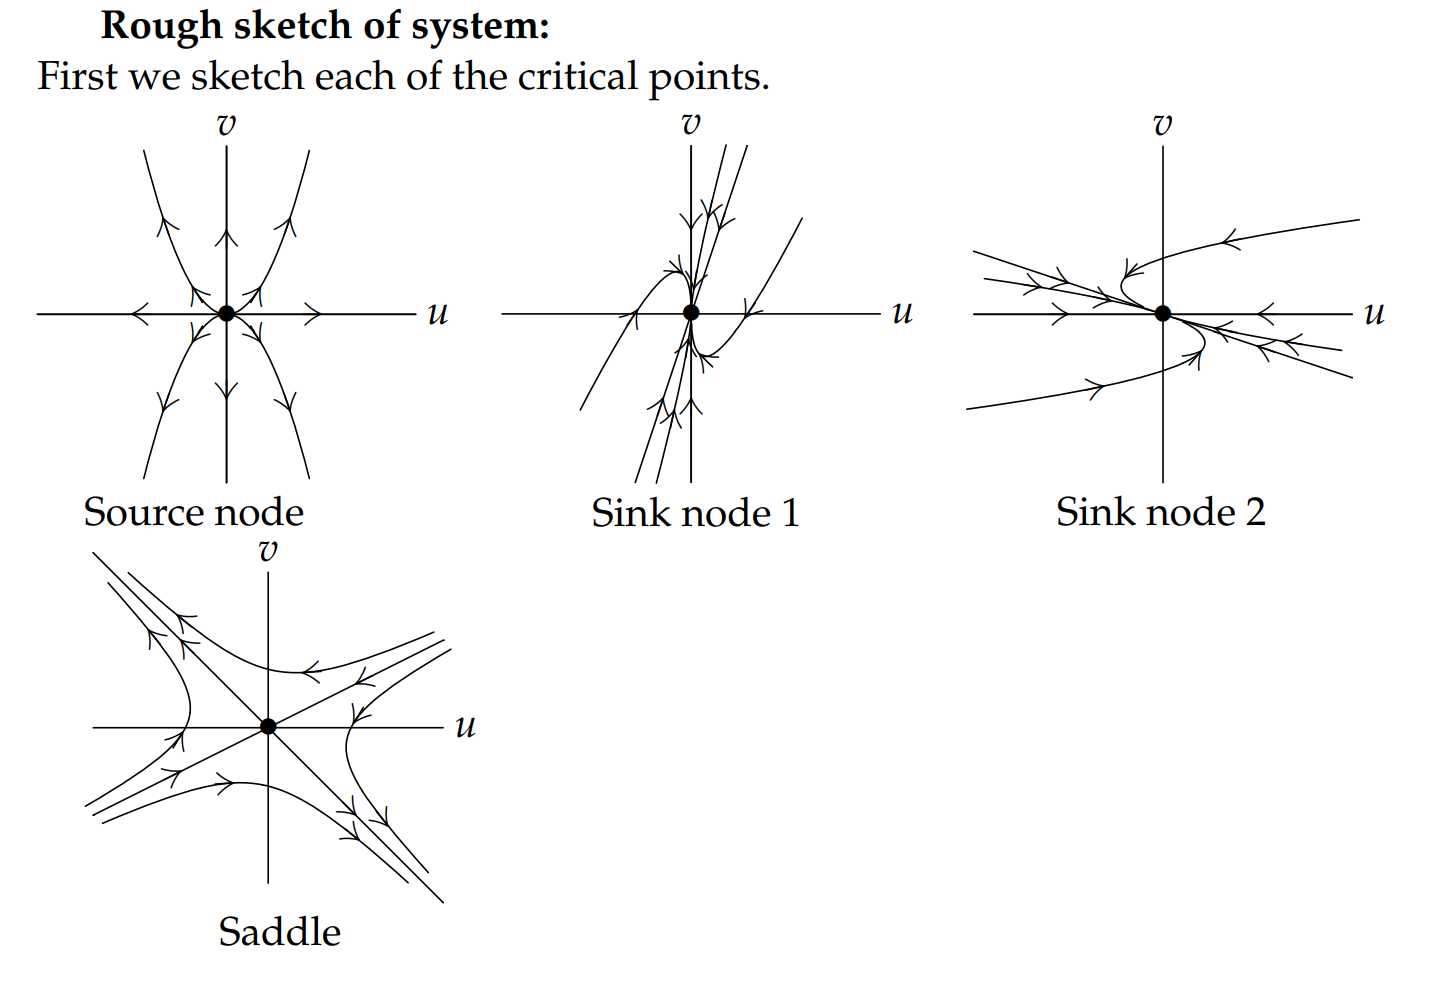 Rough sketch of system:
First we sketch each of the critical points.
v
v
v
u
u
u
Source node
Sink node 1
Sink node 2
v
u
Saddle